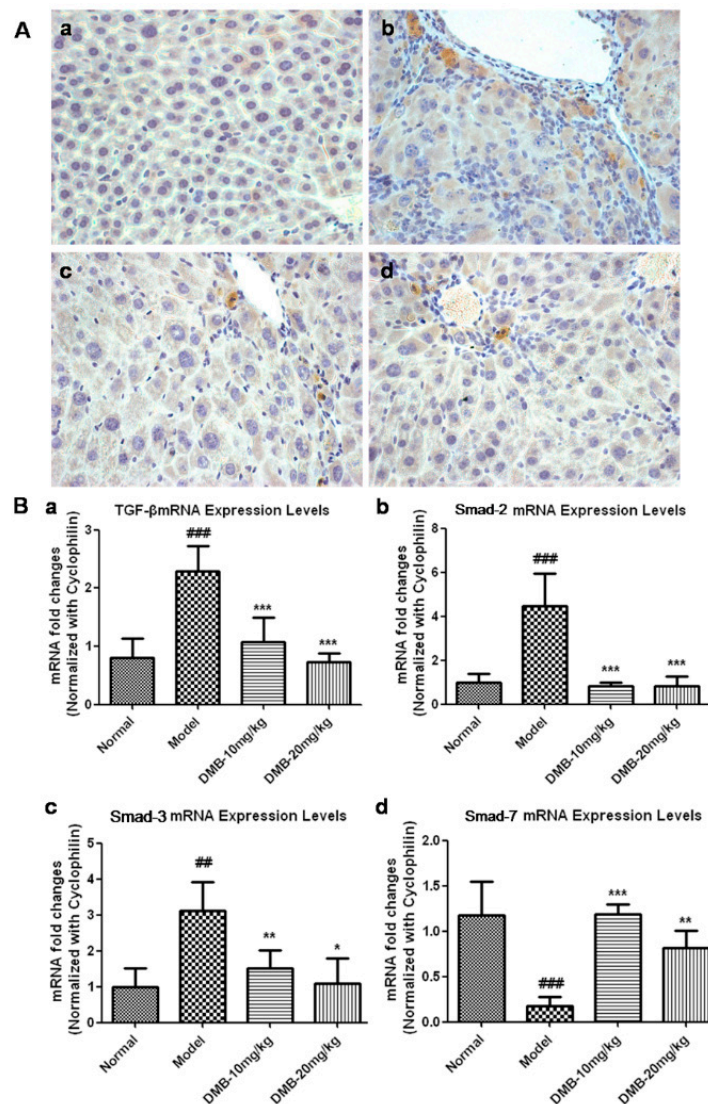 A
a
b
c
d
B
a
TGF-βmRNA Expression Levels
mRNA fold changes
(Normalized with Cyclophilin)
3
2
1
0
###
***
***
Normal
Model
DMB-10mg/kg
DMB-20mg/kg
b
Smad-2 mRNA Expression Levels
mRNA fold changes
(Normalized with Cyclophilin)
8
6
4
2
0
###
***
***
Normal
Model
DMB-10mg/kg
DMB-20mg/kg
c
Smad-3 mRNA Expression Levels
mRNA fold changes
(Normalized with Cyclophilin)
5
4
3
2
1
0
##
**
*
Normal
Model
DMB-10mg/kg
DMB-20mg/kg
d
Smad-7 mRNA Expression Levels
mRNA fold changes
(Normalized with Cyclophilin)
2.0
1.5
1.0
0.5
0.0
###
***
**
Normal
Model
DMB-10mg/kg
DMB-20mg/kg